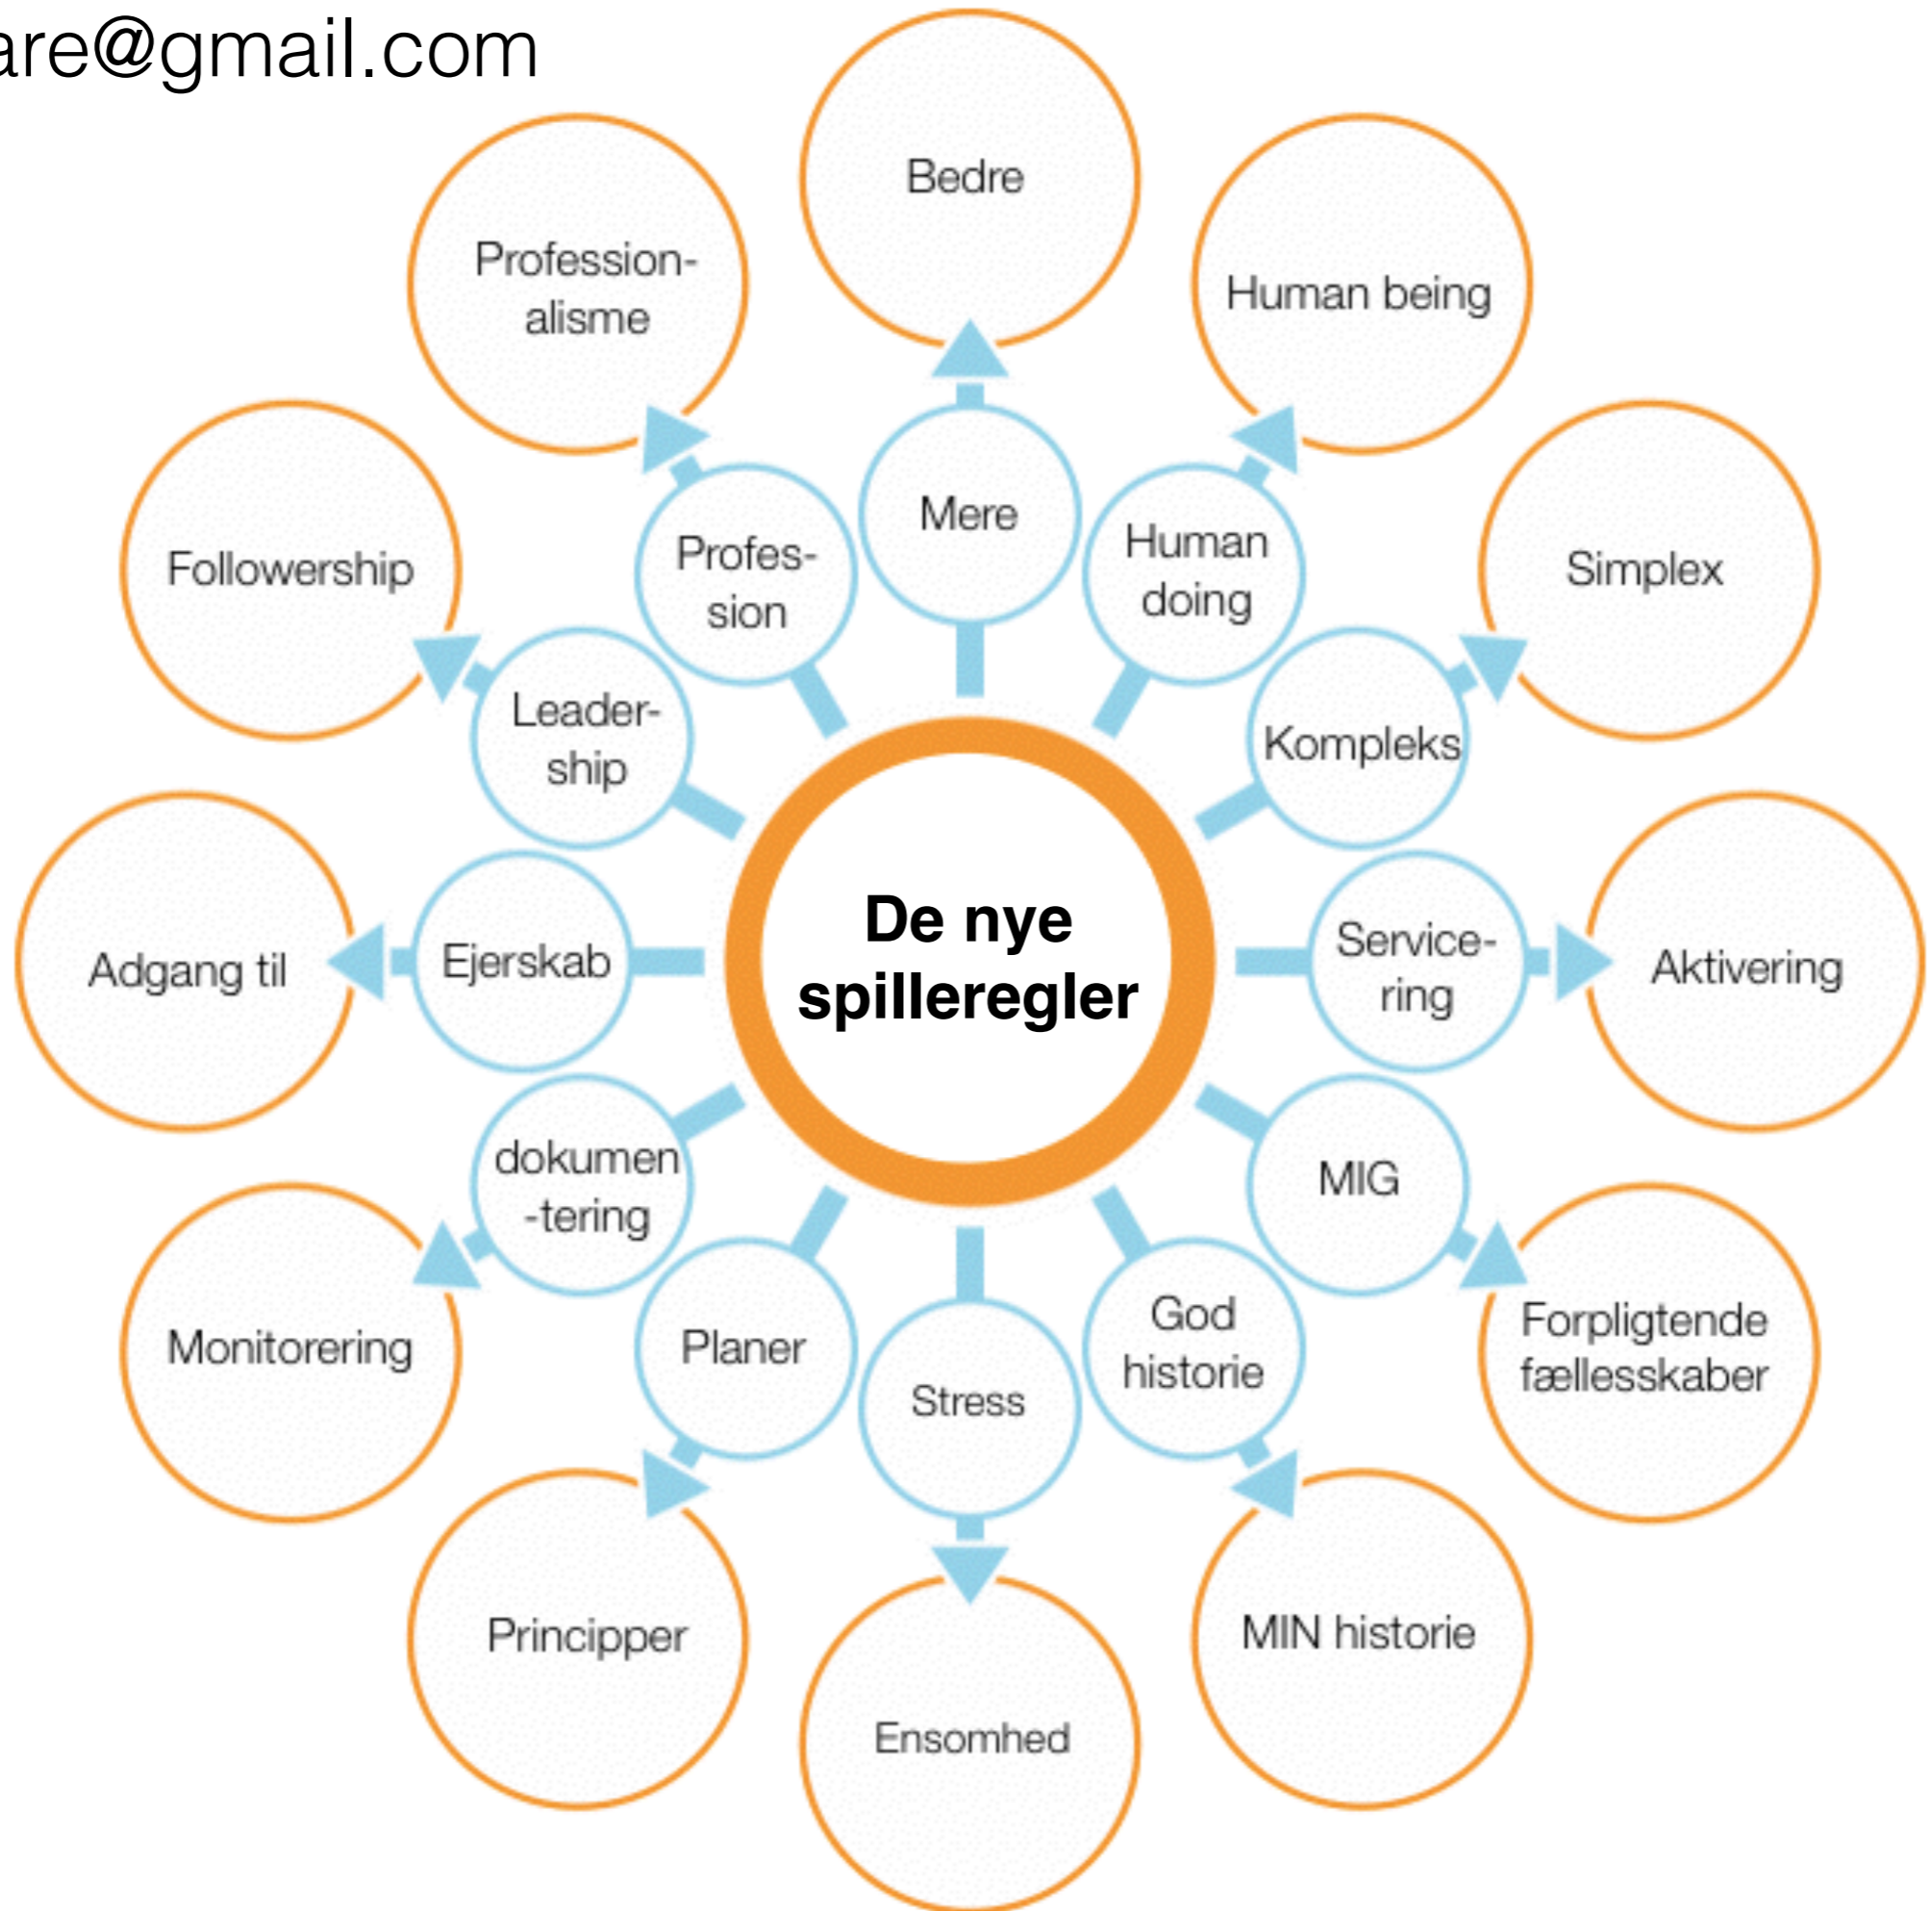 are@gmail.com
Bedre
Human being
Simplex
Aktivering
Forpligtende
fællesskaber
MIN historie
Ensomhed
Principper
Monitorering
Adgang til
Followership
Profession-
alisme
Mere
Human
doing
Kompleks
Service-
ring
MIG
God
historie
Stress
Planer
dokumen
-tering
Ejerskab
Leader-
ship
Profes-
sion
De nye
spilleregler